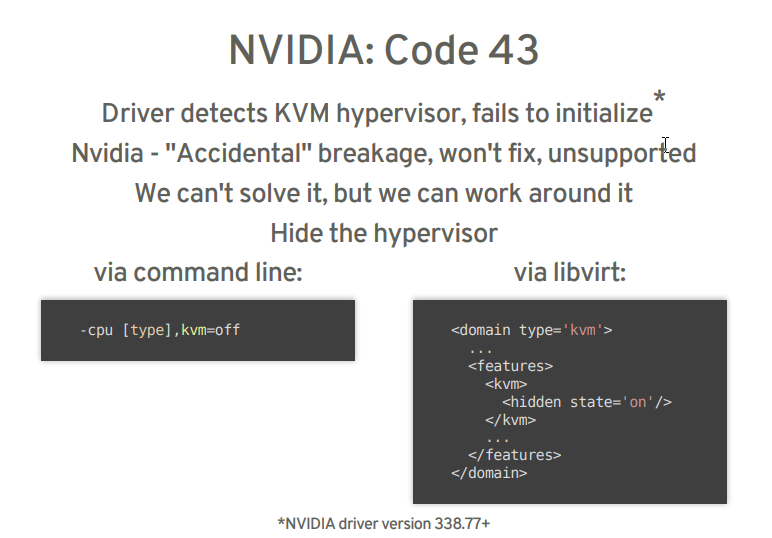 NVIDIA: Code 43
Driver detects KVM hypervisor, fails to initialize*
Nvidia - "Accidental" breakage, won't fix, unsupported
We can't solve it, but we can work around it
Hide the hypervisor
via command line:
-cpu [type],kvm=off
via libvirt:
<domain type='kvm'>
...
<features>
<kvm>
<hidden state='on'/>
</kvm>
...
</features>
</domain>
*NVIDIA driver version 338.77+